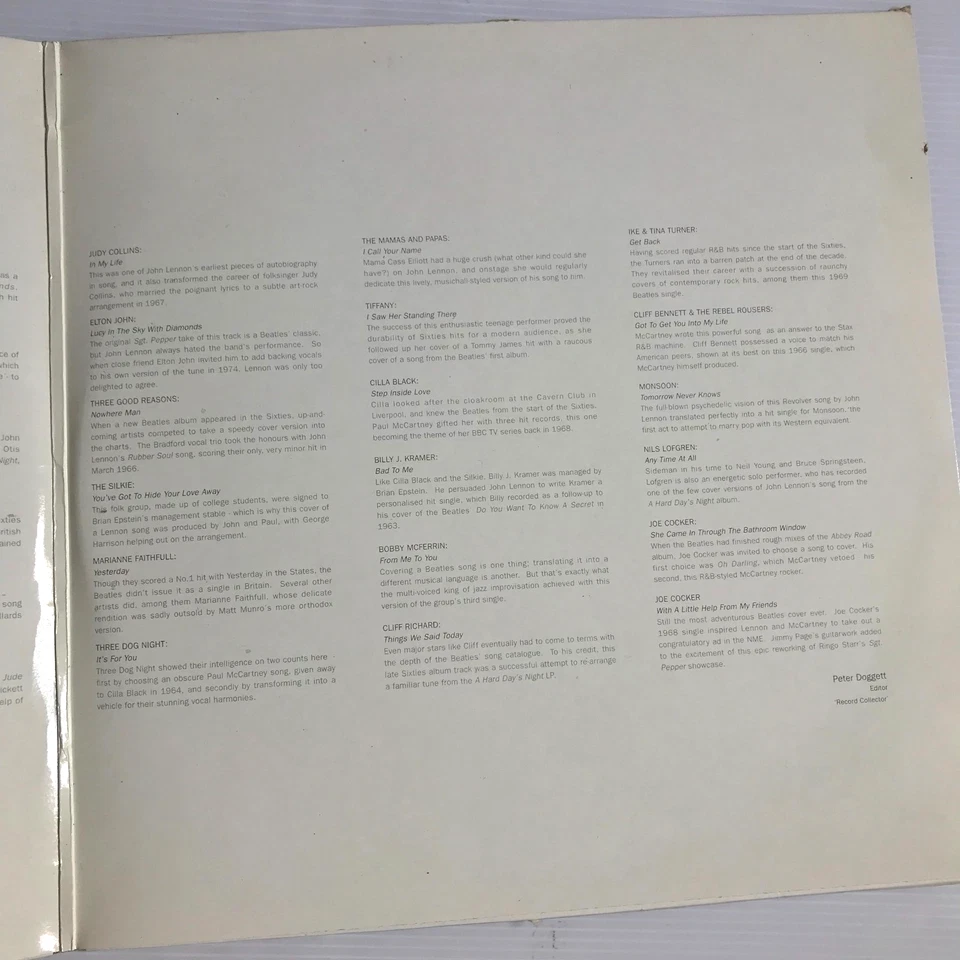 as a
nds,
h hit
ce of
which
a - to
John
Otis
Night,
xties
ritish
ained
song
llards
Jude
ickett
eip of
JUDY COLLINS:
In My Life
This was one of John Lennon's earliest pieces of autobiography
in song, and it also transformed the career of folksinger Judy
Collins, who married the poignant lyrics to a subtle art-rock
arrangement in 1967.
ELTON JOHN:
Lucy In The Sky With Diamonds
The original Sgt. Pepper take of this track is a Beatles' classic,
but John Lennon always hated the band's performance. So
when close friend Elton John invited him to add backing vocals
to his own version of the tune in 1974, Lennon was only too
delighted to agree.
THREE GOOD REASONS:
Nowhere Man
When a new Beatles album appeared in the Sixties, up-and-
coming artists competed to take a speedy cover version into
the charts. The Bradford vocal trio took the honours with John
Lennon's Rubber Soul song, scoring their only, very minor hit in
March 1966.
THE SILKIE:
You've Got To Hide Your Love Away
This folk group, made up of college students, were signed to
Brian Epstein's management stable - which is why this cover of
a Lennon song was produced by John and Paul, with George
Harrison helping out on the arrangement.
MARIANNE FAITHFULL:
Yesterday
Though they scored a No.1 hit with Yesterday in the States, the
Beatles didn't issue it as a single in Britain. Several other
artists did, among them Marianne Faithfull, whose delicate
rendition was sadly outsold by Matt Munro's more orthodox
version.
THREE DOG NIGHT:
It's For You
Three Dog Night showed their intelligence on two counts here -
first by choosing an obscure Paul McCartney song, given away
to Cilla Black in 1964, and secondly by transforming it into a
vehicle for their stunning vocal harmonies.
THE MAMAS AND PAPAS:
I Call Your Name
Mama Cass Elliott had a huge crush (what other kind could she
have?) on John Lennon, and onstage she would regularly
dedicate this lively, musichall-styled version of his song to him.
TIFFANY:
I Saw Her Standing There
The success of this enthusiastic teenage performer proved the
durability of Sixties hits for a modern audience, as she
followed up her cover of a Tommy James hit with a raucous
cover of a song from the Beatles' first album.
CILLA BLACK:
Step Inside Love
Cilla looked after the cloakroom at the Cavern Club in
Liverpool, and knew the Beatles from the start of the Sixties.
Paul McCartney gifted her with three hit records, this one
becoming the theme of her BBC TV series back in 1968.
BILLY J. KRAMER:
Bad To Me
Like Cilla Black and the Silkie, Billy J. Kramer was managed by
Brian Epstein. He persuaded John Lennon to write Kramer a
personalised hit single, which Billy recorded as a follow-up to
his cover of the Beatles Do You Want To Know A Secret in
1963.
BOBBY MCFERRIN:
From Me To You
Covering a Beatles song is one thing; translating it into a
different musical language is another. But that's exactly what
the multi-voiced king of jazz improvisation achieved with this
version of the group's third single.
CLIFF RICHARD:
Things We Said Today
Even major stars like Cliff eventually had to come to terms with
the depth of the Beatles' song catalogue. To his credit, this
late Sixties album track was a successful attempt to re-arrange
a familiar tune from the A Hard Day's Night LP.
IKE & TINA TURNER:
Get Back
Having scored regular R&B hits since the start of the Sixties,
the Turners ran into a barren patch at the end of the decade.
They revitalised their career with a succession of raunchy
covers of contemporary rock hits, among them this 1969
Beatles single.
CLIFF BENNETT & THE REBEL ROUSERS:
Got To Get You Into My Life
McCartney wrote this powerful song as an answer to the Stax
R&B machine. Cliff Bennett possessed a voice to match his
American peers, shown at its best on this 1966 single, which
McCartney himself produced.
MONSOON:
Tomorrow Never Knows
The full-blown psychedelic vision of this Revolver song by John
Lennon translated perfectly into a hit single for Monsoon, 'the
first act to attempt to marry pop with its Western equivalent.
NILS LOFGREN:
Any Time At All
Sideman in his time to Neil Young and Bruce Springsteen,
Lofgren is also an energetic solo performer, who has recorded
one of the few cover versions of John Lennon's song from the
A Hard Day's Night album.
JOE COCKER:
She Came In Through The Bathroom Window
When the Beatles had finished rough mixes of the Abbey Road
album, Joe Cocker was invited to choose a song to cover. His
first choice was Oh Darling, which McCartney vetoed his
second, this R&B-styled McCartney rocker.
JOE COCKER
With A Little Help From My Friends
Still the most adventurous Beatles cover ever. Joe Cocker's
1968 single inspired Lennon and McCartney to take out a
congratulatory ad in the NME. Jimmy Page's guitarwork added
to the excitement of this epic reworking of Ringo Starr's Sgt.
Pepper showcase.
Peter Doggett
Editor
'Record Collector'